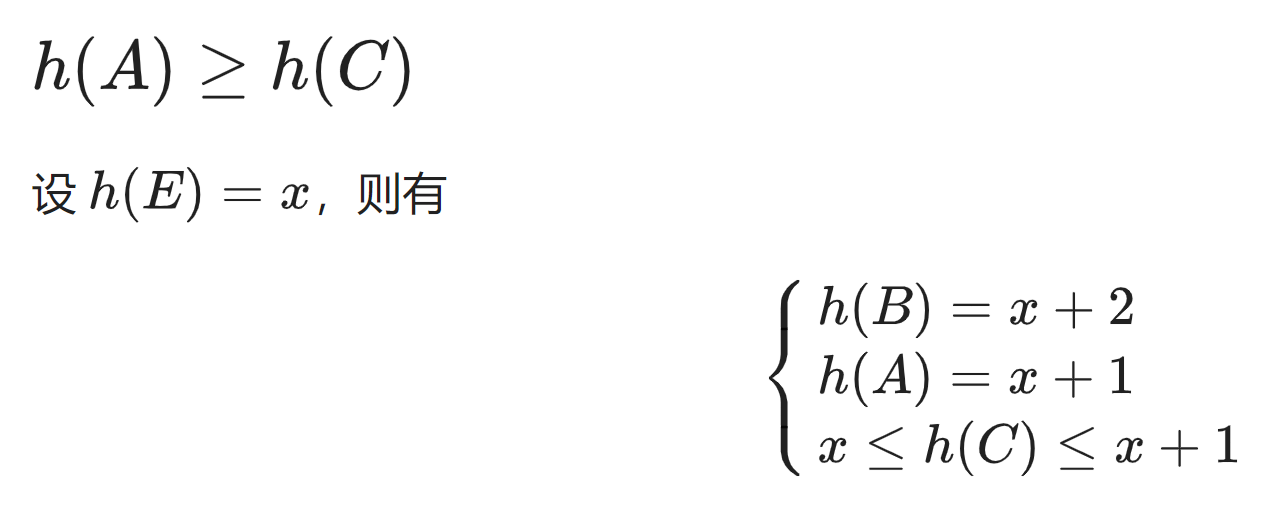 h(A) ≥ h(C)
设 h(E) = x, 则有
h(B) = x + 2
h(A) = x + 1
x ≤ h(C) ≤ x + 1